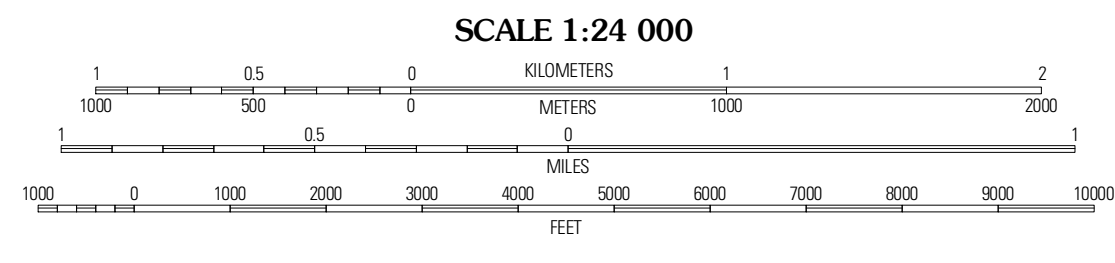 SCALE 1:24 000
1 0.5 0 KILOMETERS 1 2
1000 500 0 METERS 1000 2000
1 0.5 0 1
MILES
1000 0 1000 2000 3000 4000 5000 6000 7000 8000 9000 10000
FEET